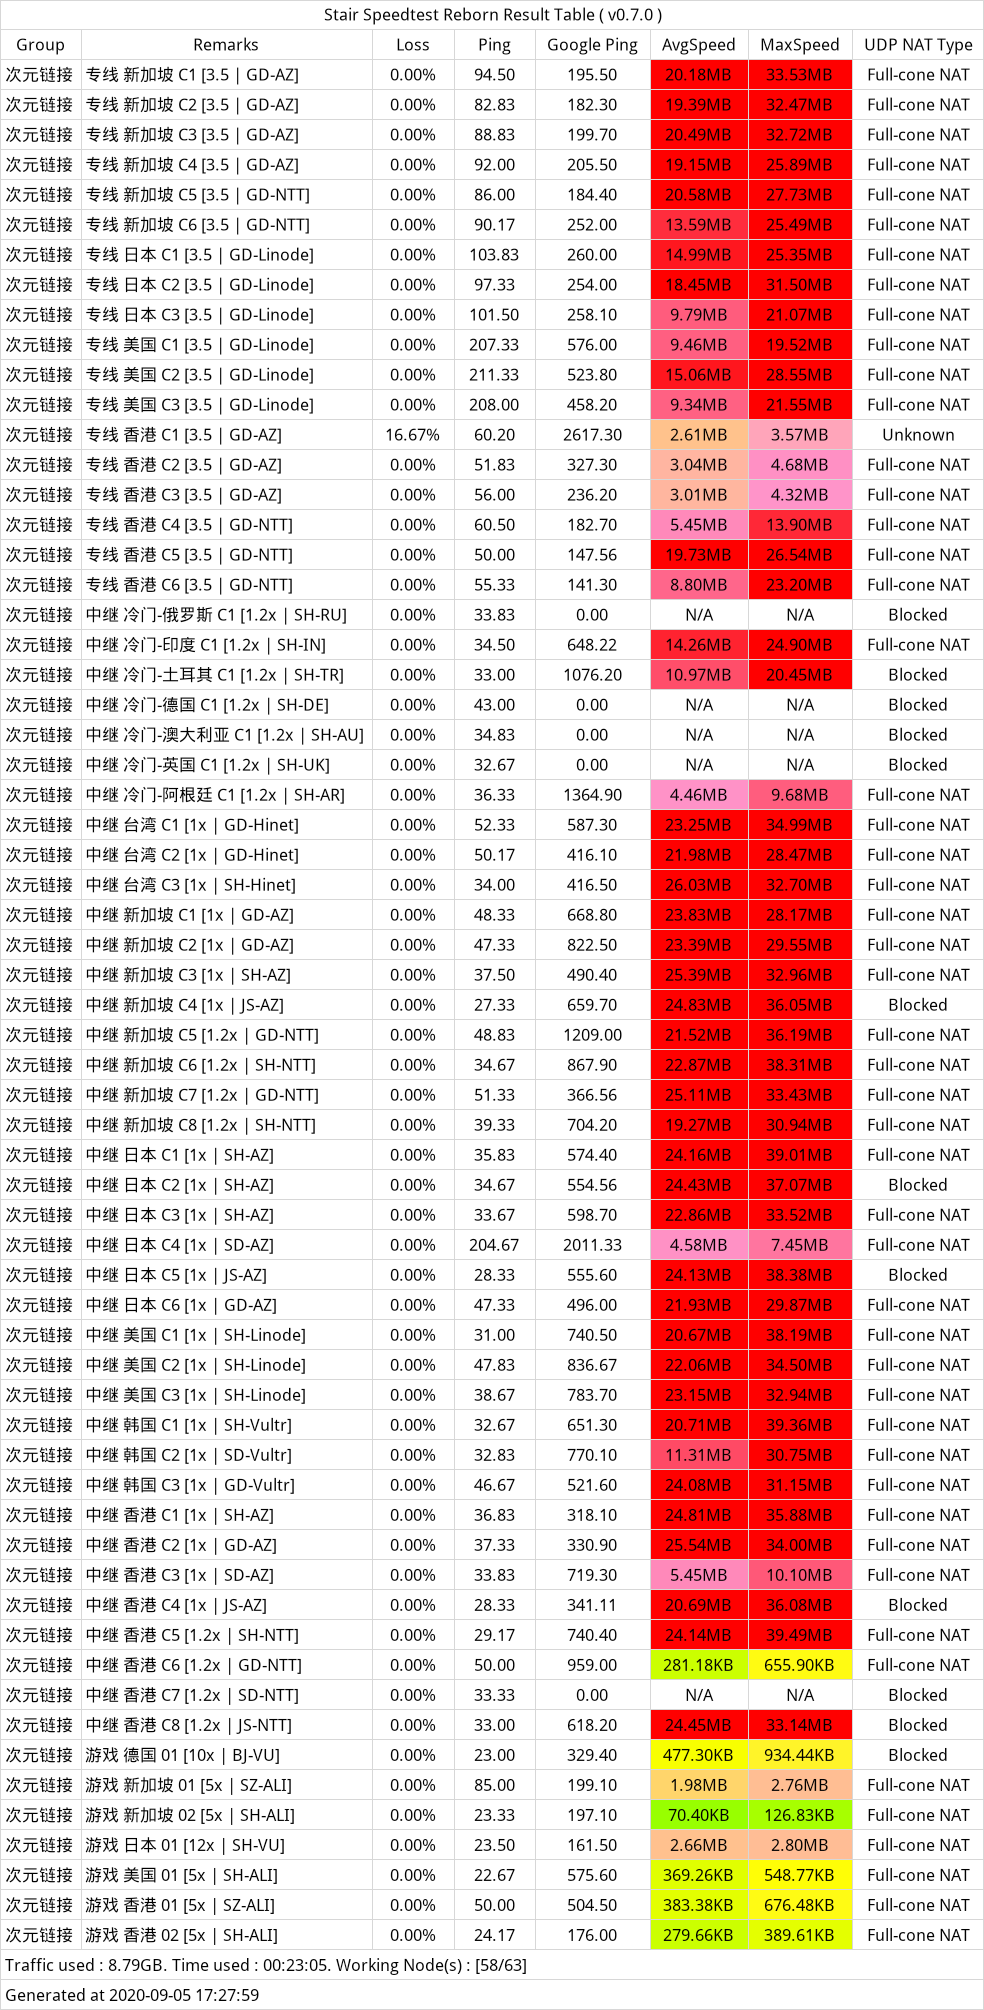 Stair Speedtest Reborn Result Table ( v0.7.0 )
Group Remarks Loss Ping Google Ping AvgSpeed MaxSpeed UDP NAT Type
次元链接 专线 新加坡 C1 [3.5 | GD-AZ] 0.00% 94.50 195.50 20.18MB 33.53MB Full-cone NAT
次元链接 专线 新加坡 C2 [3.5 | GD-AZ] 0.00% 82.83 182.30 19.39MB 32.47MB Full-cone NAT
次元链接 专线 新加坡 C3 [3.5 | GD-AZ] 0.00% 88.83 199.70 20.49MB 32.72MB Full-cone NAT
次元链接 专线 新加坡 C4 [3.5 | GD-AZ] 0.00% 92.00 205.50 19.15MB 25.89MB Full-cone NAT
次元链接 专线 新加坡 C5 [3.5 | GD-NTT] 0.00% 86.00 184.40 20.58MB 27.73MB Full-cone NAT
次元链接 专线 新加坡 C6 [3.5 | GD-NTT] 0.00% 90.17 252.00 13.59MB 25.49MB Full-cone NAT
次元链接 专线 日本 C1 [3.5 | GD-Linode] 0.00% 103.83 260.00 14.99MB 25.35MB Full-cone NAT
次元链接 专线 日本 C2 [3.5 | GD-Linode] 0.00% 97.33 254.00 18.45MB 31.50MB Full-cone NAT
次元链接 专线 日本 C3 [3.5 | GD-Linode] 0.00% 101.50 258.10 9.79MB 21.07MB Full-cone NAT
次元链接 专线 美国 C1 [3.5 | GD-Linode] 0.00% 207.33 576.00 9.46MB 19.52MB Full-cone NAT
次元链接 专线 美国 C2 [3.5 | GD-Linode] 0.00% 211.33 523.80 15.06MB 28.55MB Full-cone NAT
次元链接 专线 美国 C3 [3.5 | GD-Linode] 0.00% 208.00 458.20 9.34MB 21.55MB Full-cone NAT
次元链接 专线 香港 C1 [3.5 | GD-AZ] 16.67% 60.20 2617.30 2.61MB 3.57MB Unknown
次元链接 专线 香港 C2 [3.5 | GD-AZ] 0.00% 51.83 327.30 3.04MB 4.68MB Full-cone NAT
次元链接 专线 香港 C3 [3.5 | GD-AZ] 0.00% 56.00 236.20 3.01MB 4.32MB Full-cone NAT
次元链接 专线 香港 C4 [3.5 | GD-NTT] 0.00% 60.50 182.70 5.45MB 13.90MB Full-cone NAT
次元链接 专线 香港 C5 [3.5 | GD-NTT] 0.00% 50.00 147.56 19.73MB 26.54MB Full-cone NAT
次元链接 专线 香港 C6 [3.5 | GD-NTT] 0.00% 55.33 141.30 8.80MB 23.20MB Full-cone NAT
次元链接 中继 冷门-俄罗斯 C1 [1.2x | SH-RU] 0.00% 33.83 0.00 N/A N/A Blocked
次元链接 中继 冷门-印度 C1 [1.2x | SH-IN] 0.00% 34.50 648.22 14.26MB 24.90MB Full-cone NAT
次元链接 中继 冷门-土耳其 C1 [1.2x | SH-TR] 0.00% 33.00 1076.20 10.97MB 20.45MB Blocked
次元链接 中继 冷门-德国 C1 [1.2x | SH-DE] 0.00% 43.00 0.00 N/A N/A Blocked
次元链接 中继 冷门-澳大利亚 C1 [1.2x | SH-AU] 0.00% 34.83 0.00 N/A N/A Blocked
次元链接 中继 冷门-英国 C1 [1.2x | SH-UK] 0.00% 32.67 0.00 N/A N/A Blocked
次元链接 中继 冷门-阿根廷 C1 [1.2x | SH-AR] 0.00% 36.33 1364.90 4.46MB 9.68MB Full-cone NAT
次元链接 中继 台湾 C1 [1x | GD-Hinet] 0.00% 52.33 587.30 23.25MB 34.99MB Full-cone NAT
次元链接 中继 台湾 C2 [1x | GD-Hinet] 0.00% 50.17 416.10 21.98MB 28.47MB Full-cone NAT
次元链接 中继 台湾 C3 [1x | SH-Hinet] 0.00% 34.00 416.50 26.03MB 32.70MB Full-cone NAT
次元链接 中继 新加坡 C1 [1x | GD-AZ] 0.00% 48.33 668.80 23.83MB 28.17MB Full-cone NAT
次元链接 中继 新加坡 C2 [1x | GD-AZ] 0.00% 47.33 822.50 23.39MB 29.55MB Full-cone NAT
次元链接 中继 新加坡 C3 [1x | SH-AZ] 0.00% 37.50 490.40 25.39MB 32.96MB Full-cone NAT
次元链接 中继 新加坡 C4 [1x | JS-AZ] 0.00% 27.33 659.70 24.83MB 36.05MB Blocked
次元链接 中继 新加坡 C5 [1.2x | GD-NTT] 0.00% 48.83 1209.00 21.52MB 36.19MB Full-cone NAT
次元链接 中继 新加坡 C6 [1.2x | SH-NTT] 0.00% 34.67 867.90 22.87MB 38.31MB Full-cone NAT
次元链接 中继 新加坡 C7 [1.2x | GD-NTT] 0.00% 51.33 366.56 25.11MB 33.43MB Full-cone NAT
次元链接 中继 新加坡 C8 [1.2x | SH-NTT] 0.00% 39.33 704.20 19.27MB 30.94MB Full-cone NAT
次元链接 中继 日本 C1 [1x | SH-AZ] 0.00% 35.83 574.40 24.16MB 39.01MB Full-cone NAT
次元链接 中继 日本 C2 [1x | SH-AZ] 0.00% 34.67 554.56 24.43MB 37.07MB Blocked
次元链接 中继 日本 C3 [1x | SH-AZ] 0.00% 33.67 598.70 22.86MB 33.52MB Full-cone NAT
次元链接 中继 日本 C4 [1x | SD-AZ] 0.00% 204.67 2011.33 4.58MB 7.45MB Full-cone NAT
次元链接 中继 日本 C5 [1x | JS-AZ] 0.00% 28.33 555.60 24.13MB 38.38MB Blocked
次元链接 中继 日本 C6 [1x | GD-AZ] 0.00% 47.33 496.00 21.93MB 29.87MB Full-cone NAT
次元链接 中继 美国 C1 [1x | SH-Linode] 0.00% 31.00 740.50 20.67MB 38.19MB Full-cone NAT
次元链接 中继 美国 C2 [1x | SH-Linode] 0.00% 47.83 836.67 22.06MB 34.50MB Full-cone NAT
次元链接 中继 美国 C3 [1x | SH-Linode] 0.00% 38.67 783.70 23.15MB 32.94MB Full-cone NAT
次元链接 中继 韩国 C1 [1x | SH-Vultr] 0.00% 32.67 651.30 20.71MB 39.36MB Full-cone NAT
次元链接 中继 韩国 C2 [1x | SD-Vultr] 0.00% 32.83 770.10 11.31MB 30.75MB Full-cone NAT
次元链接 中继 韩国 C3 [1x | GD-Vultr] 0.00% 46.67 521.60 24.08MB 31.15MB Full-cone NAT
次元链接 中继 香港 C1 [1x | SH-AZ] 0.00% 36.83 318.10 24.81MB 35.88MB Full-cone NAT
次元链接 中继 香港 C2 [1x | GD-AZ] 0.00% 37.33 330.90 25.54MB 34.00MB Full-cone NAT
次元链接 中继 香港 C3 [1x | SD-AZ] 0.00% 33.83 719.30 5.45MB 10.10MB Full-cone NAT
次元链接 中继 香港 C4 [1x | JS-AZ] 0.00% 28.33 341.11 20.69MB 36.08MB Blocked
次元链接 中继 香港 C5 [1.2x | SH-NTT] 0.00% 29.17 740.40 24.14MB 39.49MB Full-cone NAT
次元链接 中继 香港 C6 [1.2x | GD-NTT] 0.00% 50.00 959.00 281.18KB 655.90KB Full-cone NAT
次元链接 中继 香港 C7 [1.2x | SD-NTT] 0.00% 33.33 0.00 N/A N/A Blocked
次元链接 中继 香港 C8 [1.2x | JS-NTT] 0.00% 33.00 618.20 24.45MB 33.14MB Blocked
次元链接 游戏 德国 01 [10x | BJ-VU] 0.00% 23.00 329.40 477.30KB 934.44KB Blocked
次元链接 游戏 新加坡 01 [5x | SZ-ALI] 0.00% 85.00 199.10 1.98MB 2.76MB Full-cone NAT
次元链接 游戏 新加坡 02 [5x | SH-ALI] 0.00% 23.33 197.10 70.40KB 126.83KB Full-cone NAT
次元链接 游戏 日本 01 [12x | SH-VU] 0.00% 23.50 161.50 2.66MB 2.80MB Full-cone NAT
次元链接 游戏 美国 01 [5x | SH-ALI] 0.00% 22.67 575.60 369.26KB 548.77KB Full-cone NAT
次元链接 游戏 香港 01 [5x | SZ-ALI] 0.00% 50.00 504.50 383.38KB 676.48KB Full-cone NAT
次元链接 游戏 香港 02 [5x | SH-ALI] 0.00% 24.17 176.00 279.66KB 389.61KB Full-cone NAT
Traffic used : 8.79GB. Time used : 00:23:05. Working Node(s) : [58/63]
Generated at 2020-09-05 17:27:59